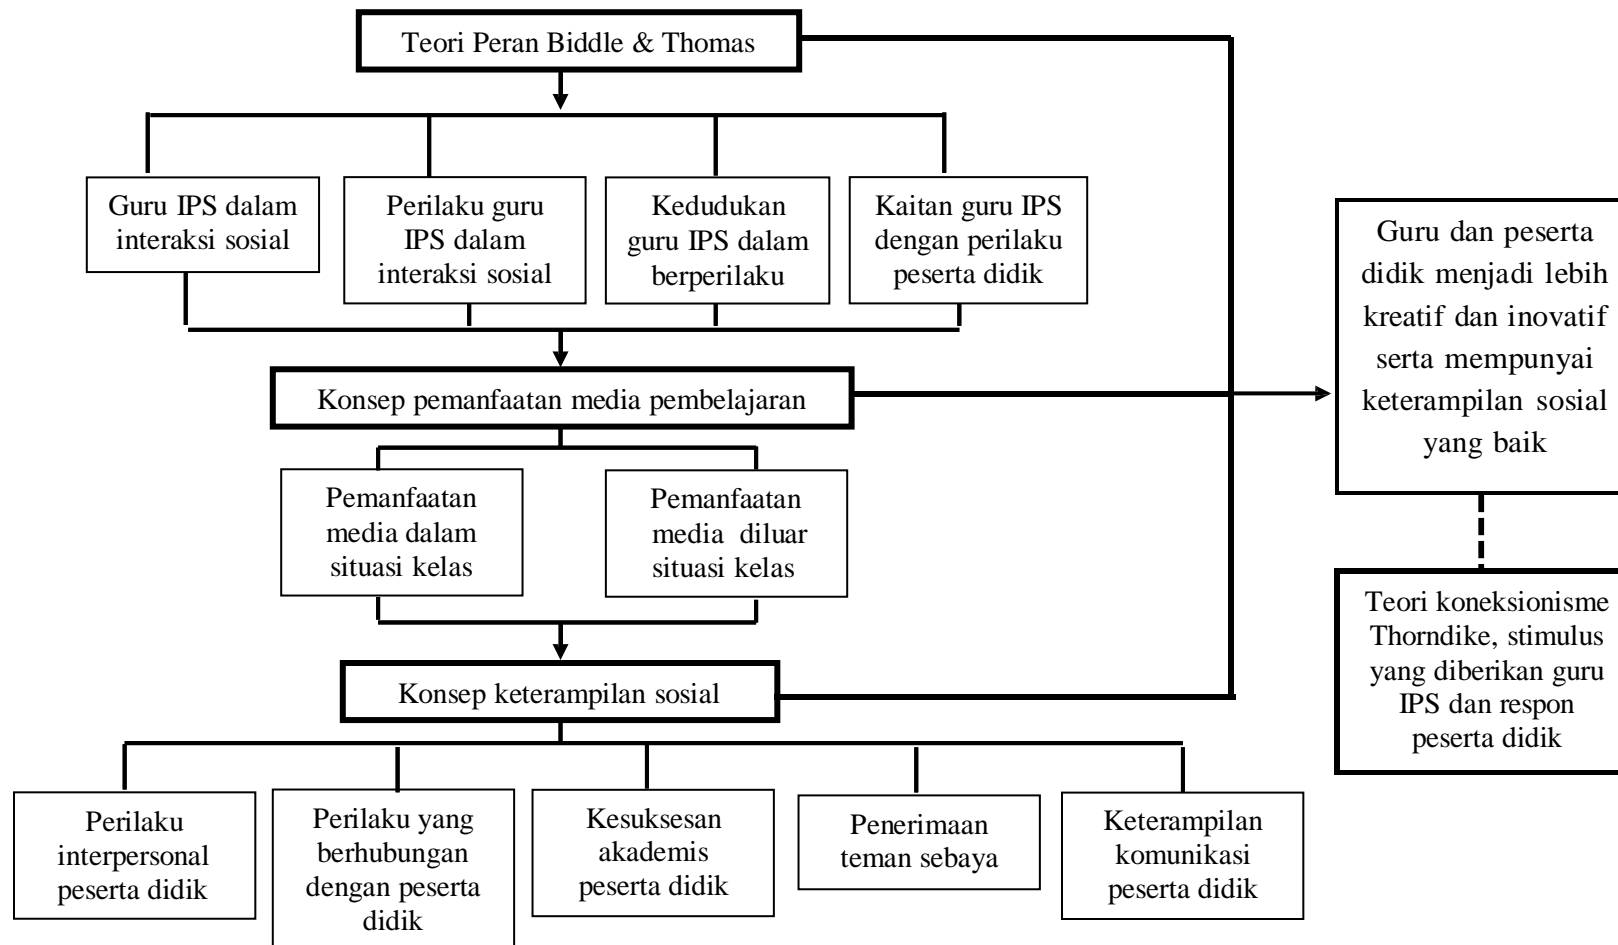 Teori Peran Biddle & Thomas
Guru IPS dalam
interaksi sosial
Perilaku guru
IPS dalam
interaksi sosial
Kedudukan
guru IPS dalam
berperilaku
Kaitan guru IPS
dengan perilaku
peserta didik
Konsep pemanfaatan media pembelajaran
Pemanfaatan
media dalam
situasi kelas
Pemanfaatan
media diluar
situasi kelas
Konsep keterampilan sosial
Perilaku
interpersonal
peserta didik
Perilaku yang
berhubungan
dengan peserta
didik
Kesuksesan
akademis
peserta didik
Penerimaan
teman sebaya
Keterampilan
komunikasi
peserta didik
Guru dan peserta
didik menjadi lebih
kreatif dan inovatif
serta mempunyai
keterampilan sosial
yang baik
Teori koneksionisme
Thorndike, stimulus
yang diberikan guru
IPS dan respon
peserta didik